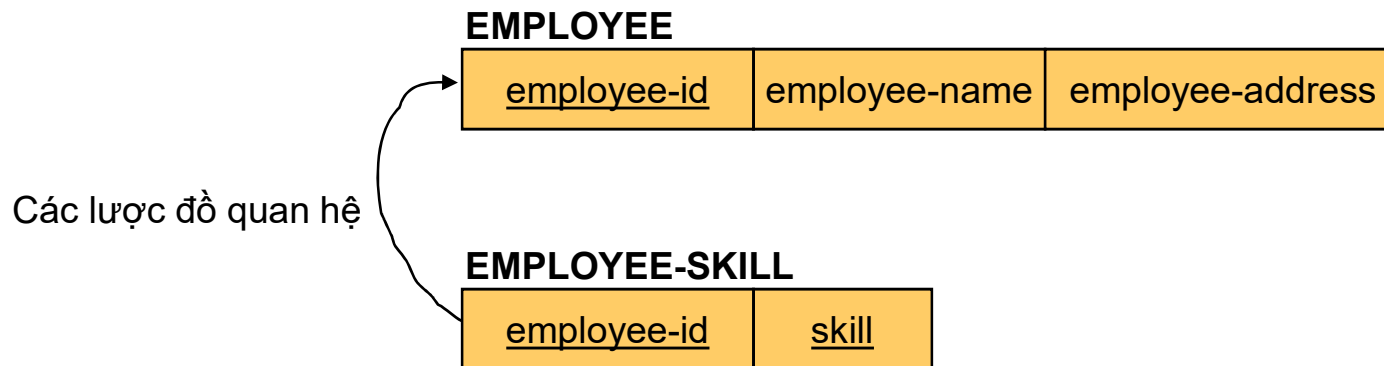 EMPLOYEE
employee-id employee-name employee-address
Các lược đồ quan hệ
EMPLOYEE-SKILL
employee-id skill